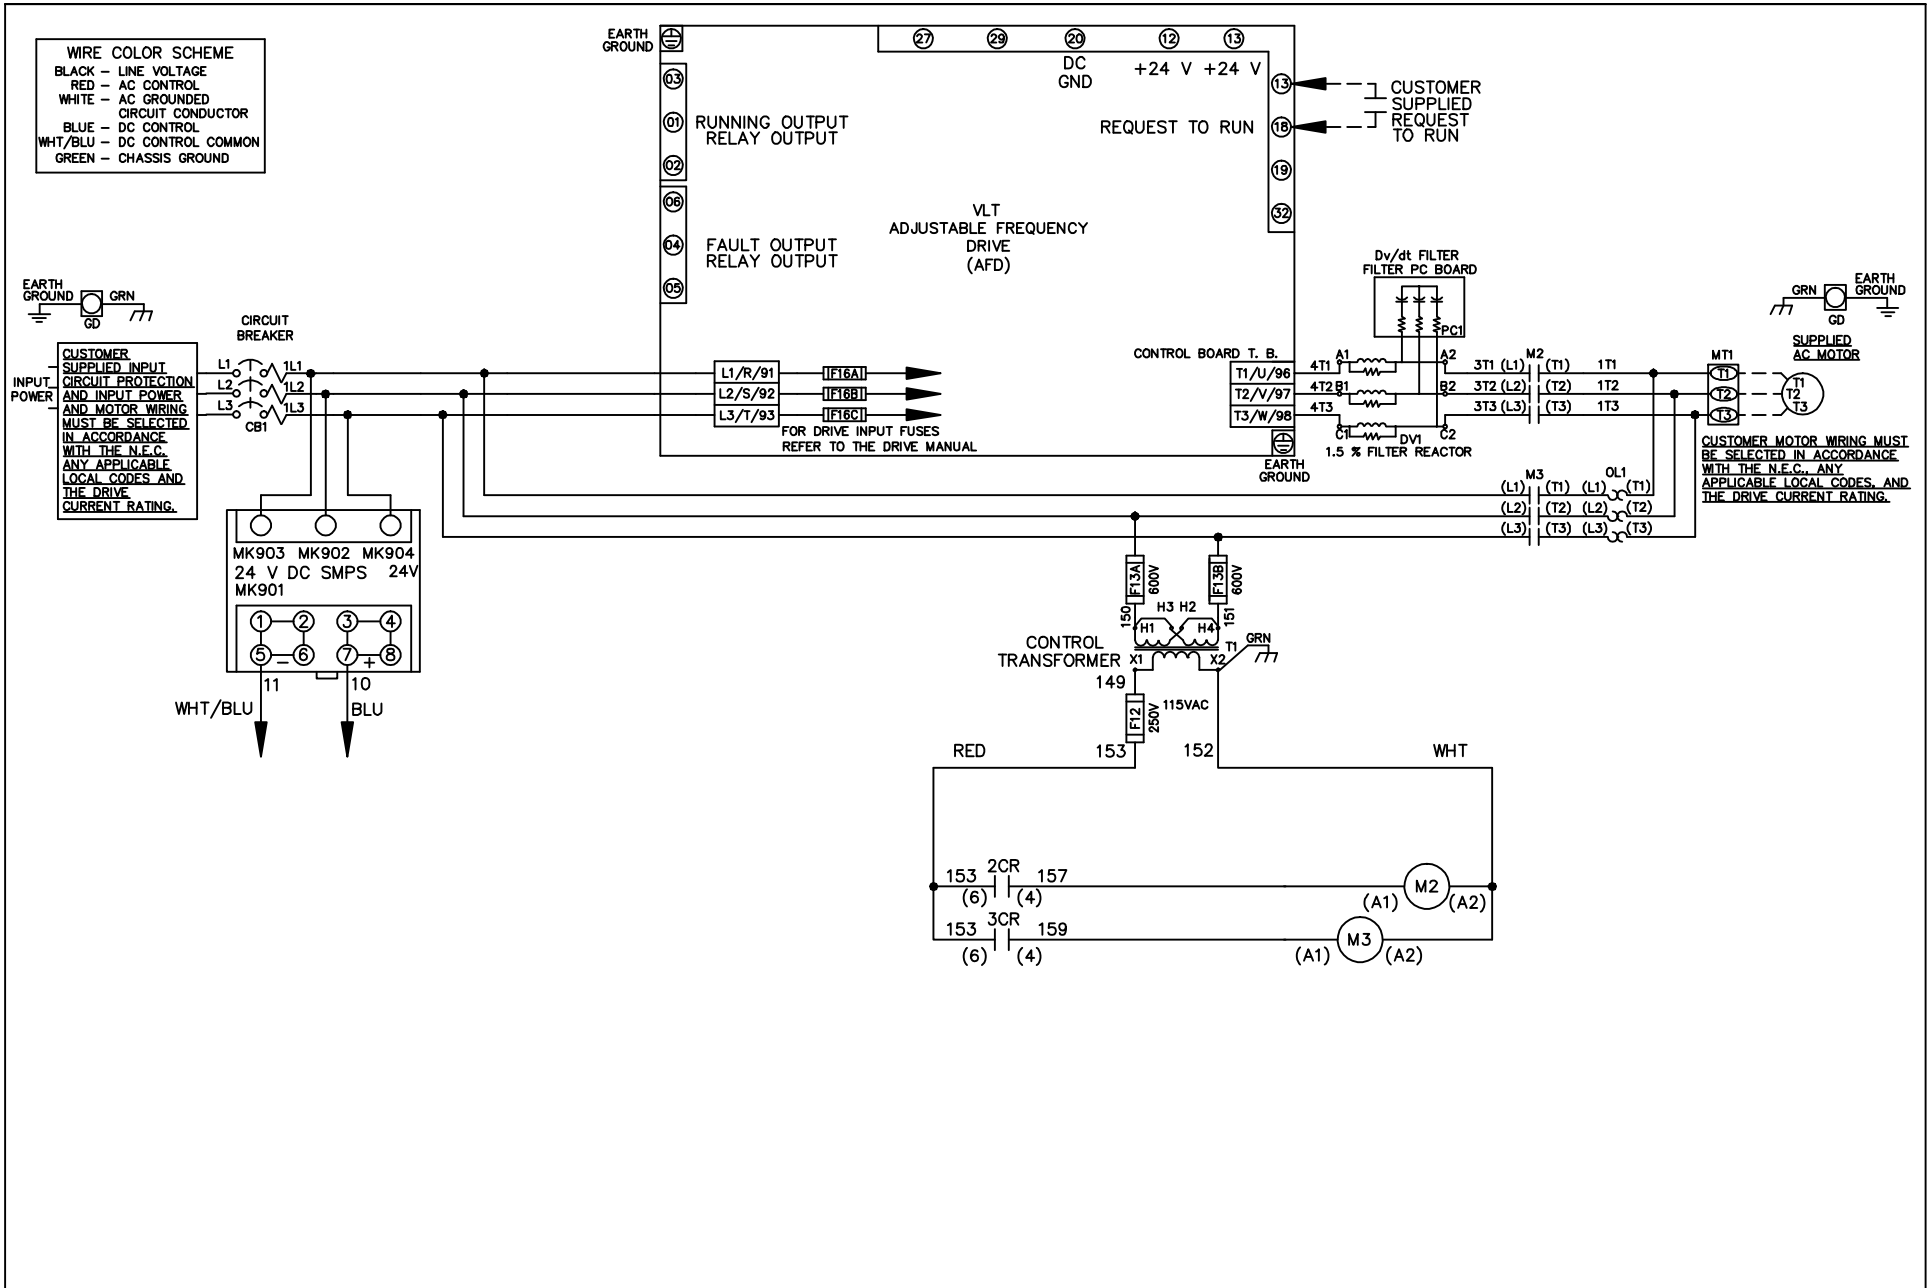 WIRE COLOR SCHEME
BLACK – LINE VOLTAGE
RED – AC CONTROL
WHITE – AC GROUNDED
CIRCUIT CONDUCTOR
BLUE – DC CONTROL
WHT/BLU – DC CONTROL COMMON
GREEN – CHASSIS GROUND
EARTH
GROUND
27 29 20 12 13
DC
GND
+24 V +24 V
03
01
02
RUNNING OUTPUT
RELAY OUTPUT
06
04
05
FAULT OUTPUT
RELAY OUTPUT
VLT
ADJUSTABLE FREQUENCY
DRIVE
(AFD)
13
REQUEST TO RUN 18
19
32
CUSTOMER
SUPPLIED
REQUEST
TO RUN
EARTH
GROUND
GRN
GD
CUSTOMER
SUPPLIED INPUT
CIRCUIT PROTECTION
AND INPUT POWER
AND MOTOR WIRING
MUST BE SELECTED
IN ACCORDANCE
WITH THE N.E.C.
ANY APPLICABLE
LOCAL CODES AND
THE DRIVE
CURRENT RATING.
INPUT
POWER
CIRCUIT
BREAKER
L1 1L1
L2 1L2
L3 1L3
CB1
L1/R/91 F16A
L2/S/92 F16B
L3/T/93 F16C
FOR DRIVE INPUT FUSES
REFER TO THE DRIVE MANUAL
CONTROL BOARD T. B.
T1/U/96
T2/V/97
T3/W/98
EARTH
GROUND
Dv/dt FILTER
FILTER PC BOARD
PC1
4T1 A1 A2
4T2 B1 B2
4T3 C1 C2
DV1
1.5 % FILTER REACTOR
M2
3T1 (L1) (T1) 1T1
3T2 (L2) (T2) 1T2
3T3 (L3) (T3) 1T3
MT1
T1
T2
T3
GRN
EARTH
GROUND
GD
SUPPLIED
AC MOTOR
T1
T2
T3
CUSTOMER MOTOR WIRING MUST
BE SELECTED IN ACCORDANCE
WITH THE N.E.C., ANY
APPLICABLE LOCAL CODES, AND
THE DRIVE CURRENT RATING.
M3 OL1
(L1) (T1) (L1) (T1)
(L2) (T2) (L2) (T2)
(L3) (T3) (L3) (T3)
MK903 MK902 MK904
24 V DC SMPS 24V
MK901
1 2 3 4
5 – 6 7 + 8
11 10
WHT/BLU BLU
F13A
600V
F13B
600V
150
151
H3 H2
H1 H4
CONTROL
TRANSFORMER
X1 X2
T1
GRN
149
F12
250V
115VAC
153 152
RED WHT
2CR
153 157
(6) (4)
M2
(A1) (A2)
3CR
153 159
(6) (4)
M3
(A1) (A2)